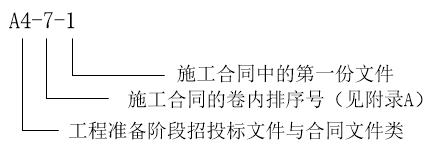 A4-7-1
施工合同中的第一份文件
施工合同的卷内排序号（见附录A）
工程准备阶段招投标文件与合同文件类